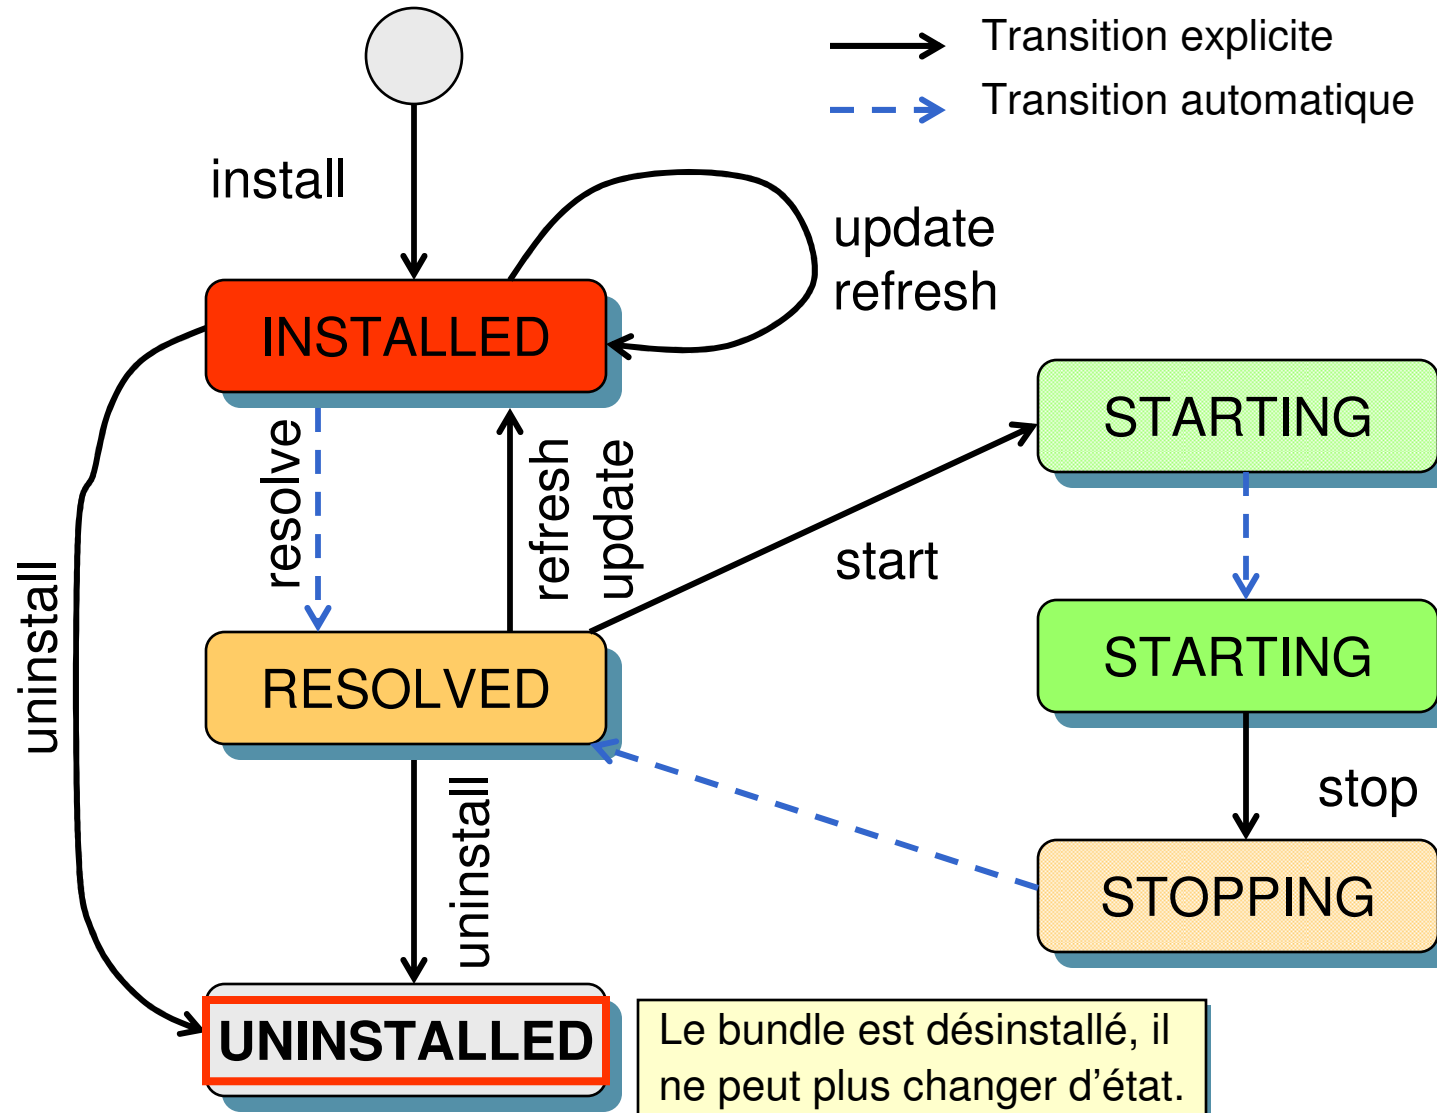 Transition explicite
Transition automatique
install
update
refresh
INSTALLED
STARTING
resolve
refresh
update
start
uninstall
RESOLVED
STARTING
uninstall
stop
STOPPING
UNINSTALLED
Le bundle est désinstallé, il
ne peut plus changer d’état.